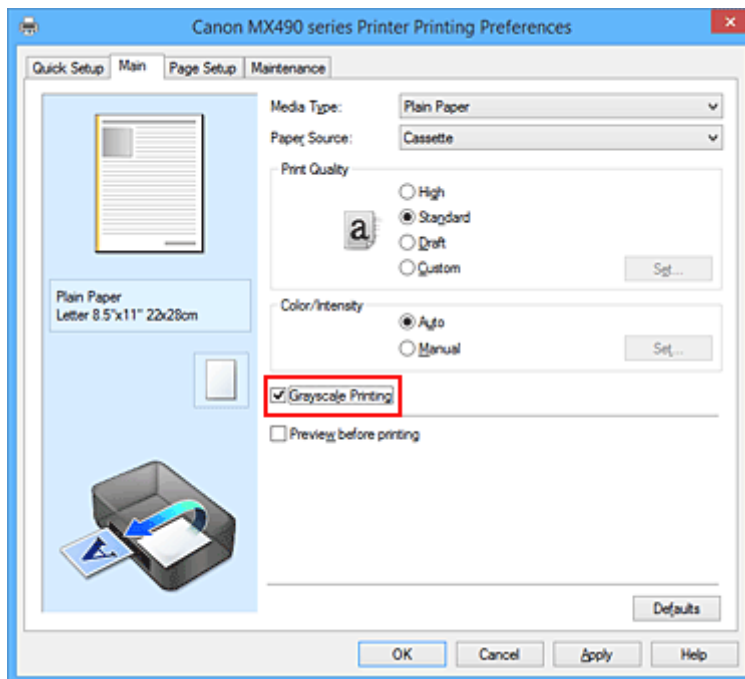 Canon MX490 series Printer Printing Preferences
Quick Setup Main Page Setup Maintenance
Media Type: Plain Paper
Paper Source: Cassette
Print Quality
High
a Standard
Draft
Custom Set...
Plain Paper
Letter 8.5"x11" 22x28cm
Color/Intensity
Auto
Manual Set...
Grayscale Printing
Preview before printing
A
Defaults
OK Cancel Apply Help